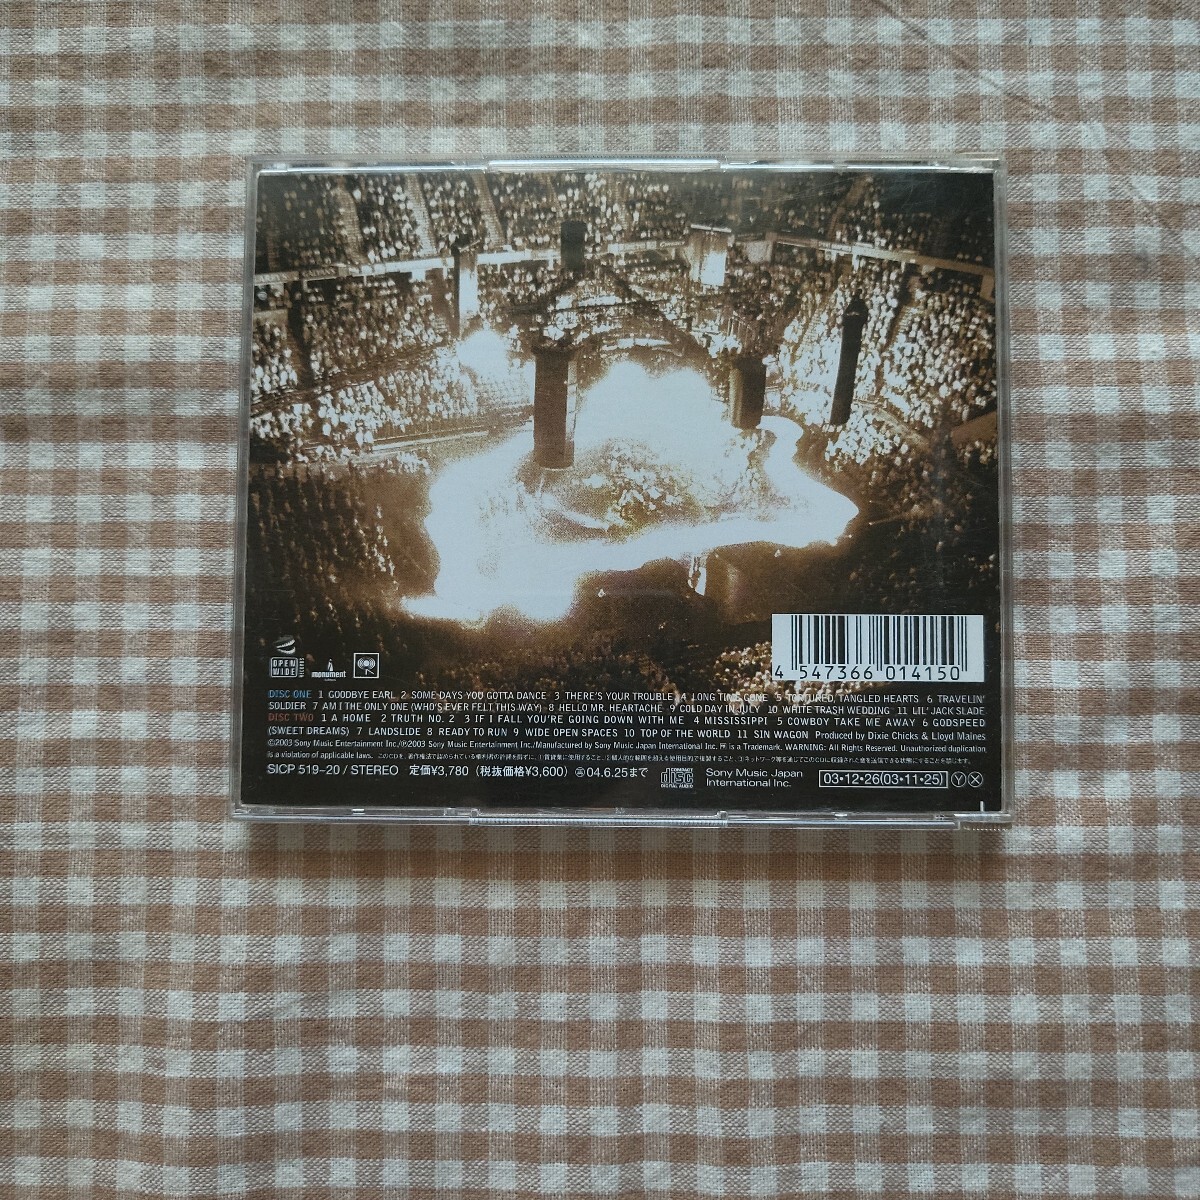 4 547366 014150
OPEN WIDE RECORDS
monument
DISC ONE 1 GOODBYE EARL 2 SOME DAYS YOU GOTTA DANCE 3 THERE'S YOUR TROUBLE 4 LONG TIME GONE 5 TORTURED, TANGLED HEARTS 6 TRAVELIN'
SOLDIER 7 AM I THE ONLY ONE (WHO'S EVER FELT THIS WAY) 8 HELLO MR. HEARTACHE 9 COLD DAY IN JULY 10 WHITE TRASH WEDDING 11 LIL' JACK SLADE
DISC TWO 1 A HOME 2 TRUTH NO. 2 3 IF I FALL YOU'RE GOING DOWN WITH ME 4 MISSISSIPPI 5 COWBOY TAKE ME AWAY 6 GODSPEED
(SWEET DREAMS) 7 LANDSLIDE 8 READY TO RUN 9 WIDE OPEN SPACES 10 TOP OF THE WORLD 11 SIN WAGON Produced by Dixie Chicks & Lloyd Maines
©2003 Sony Music Entertainment Inc./℗2003 Sony Music Entertainment Inc./Manufactured by Sony Music Japan International Inc. is a Trademark. WARNING: All Rights Reserved. Unauthorized duplication
is a violation of applicable laws.
SICP 519-20 / STEREO 定価¥3,780 (税抜価格¥3,600) 04.6.25まで
COMPACT disc DIGITAL AUDIO
Sony Music Japan
International Inc.
03・12・26(03・11・25) Y X